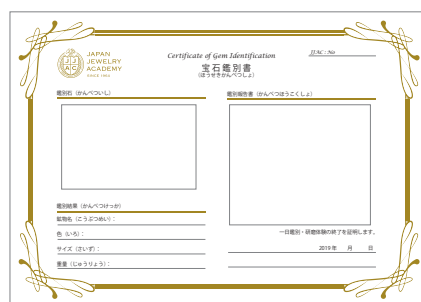 JAPAN
JEWELRY
ACADEMY
SINCE 1964
JJ
AC
Certificate of Gem Identification
宝石鑑別書
(ほうせきかんべつしょ)
JJAC : No
鑑別石（かんべついし）
鑑別報告書（かんべつほうこくしょ）
鑑別結果（かんべつけっか）
鉱物名（こうぶつめい）：
色（いろ）：
サイズ（さいず）：
重量（じゅうりょう）：
一日鑑別・研磨体験の終了を証明します。
2019 年　月　日